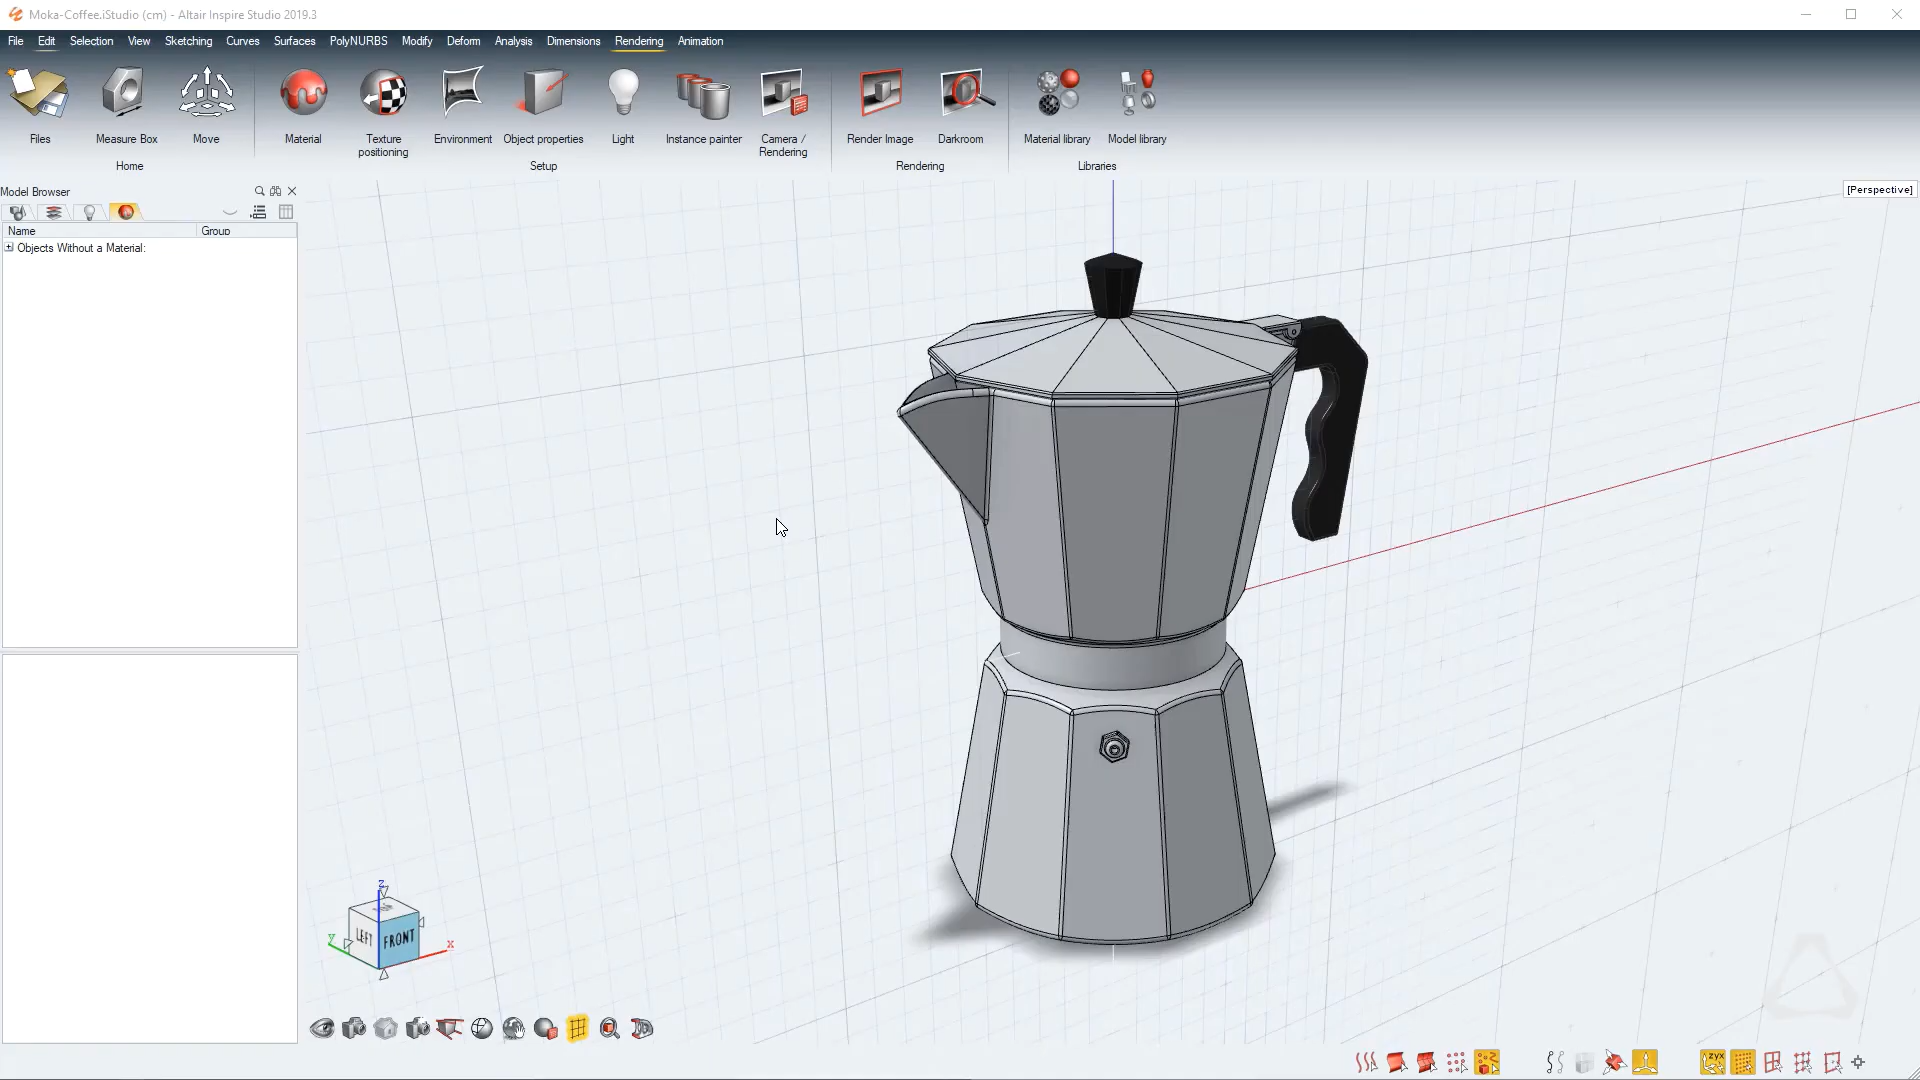 Moka-Coffee.iStudio (cm) - Altair Inspire Studio 2019.3
File Edit Selection View Sketching Curves Surfaces PolyNURBS Modify Deform Analysis Dimensions Rendering Animation
Files Measure Box Move Material Texture positioning Environment Object properties Light Instance painter Camera / Rendering Render Image Darkroom Material library Model library
Home Setup Rendering Libraries
Model Browser
[Perspective]
Name Group
Objects Without a Material:
Z
LEFT FRONT
Y X
zyx